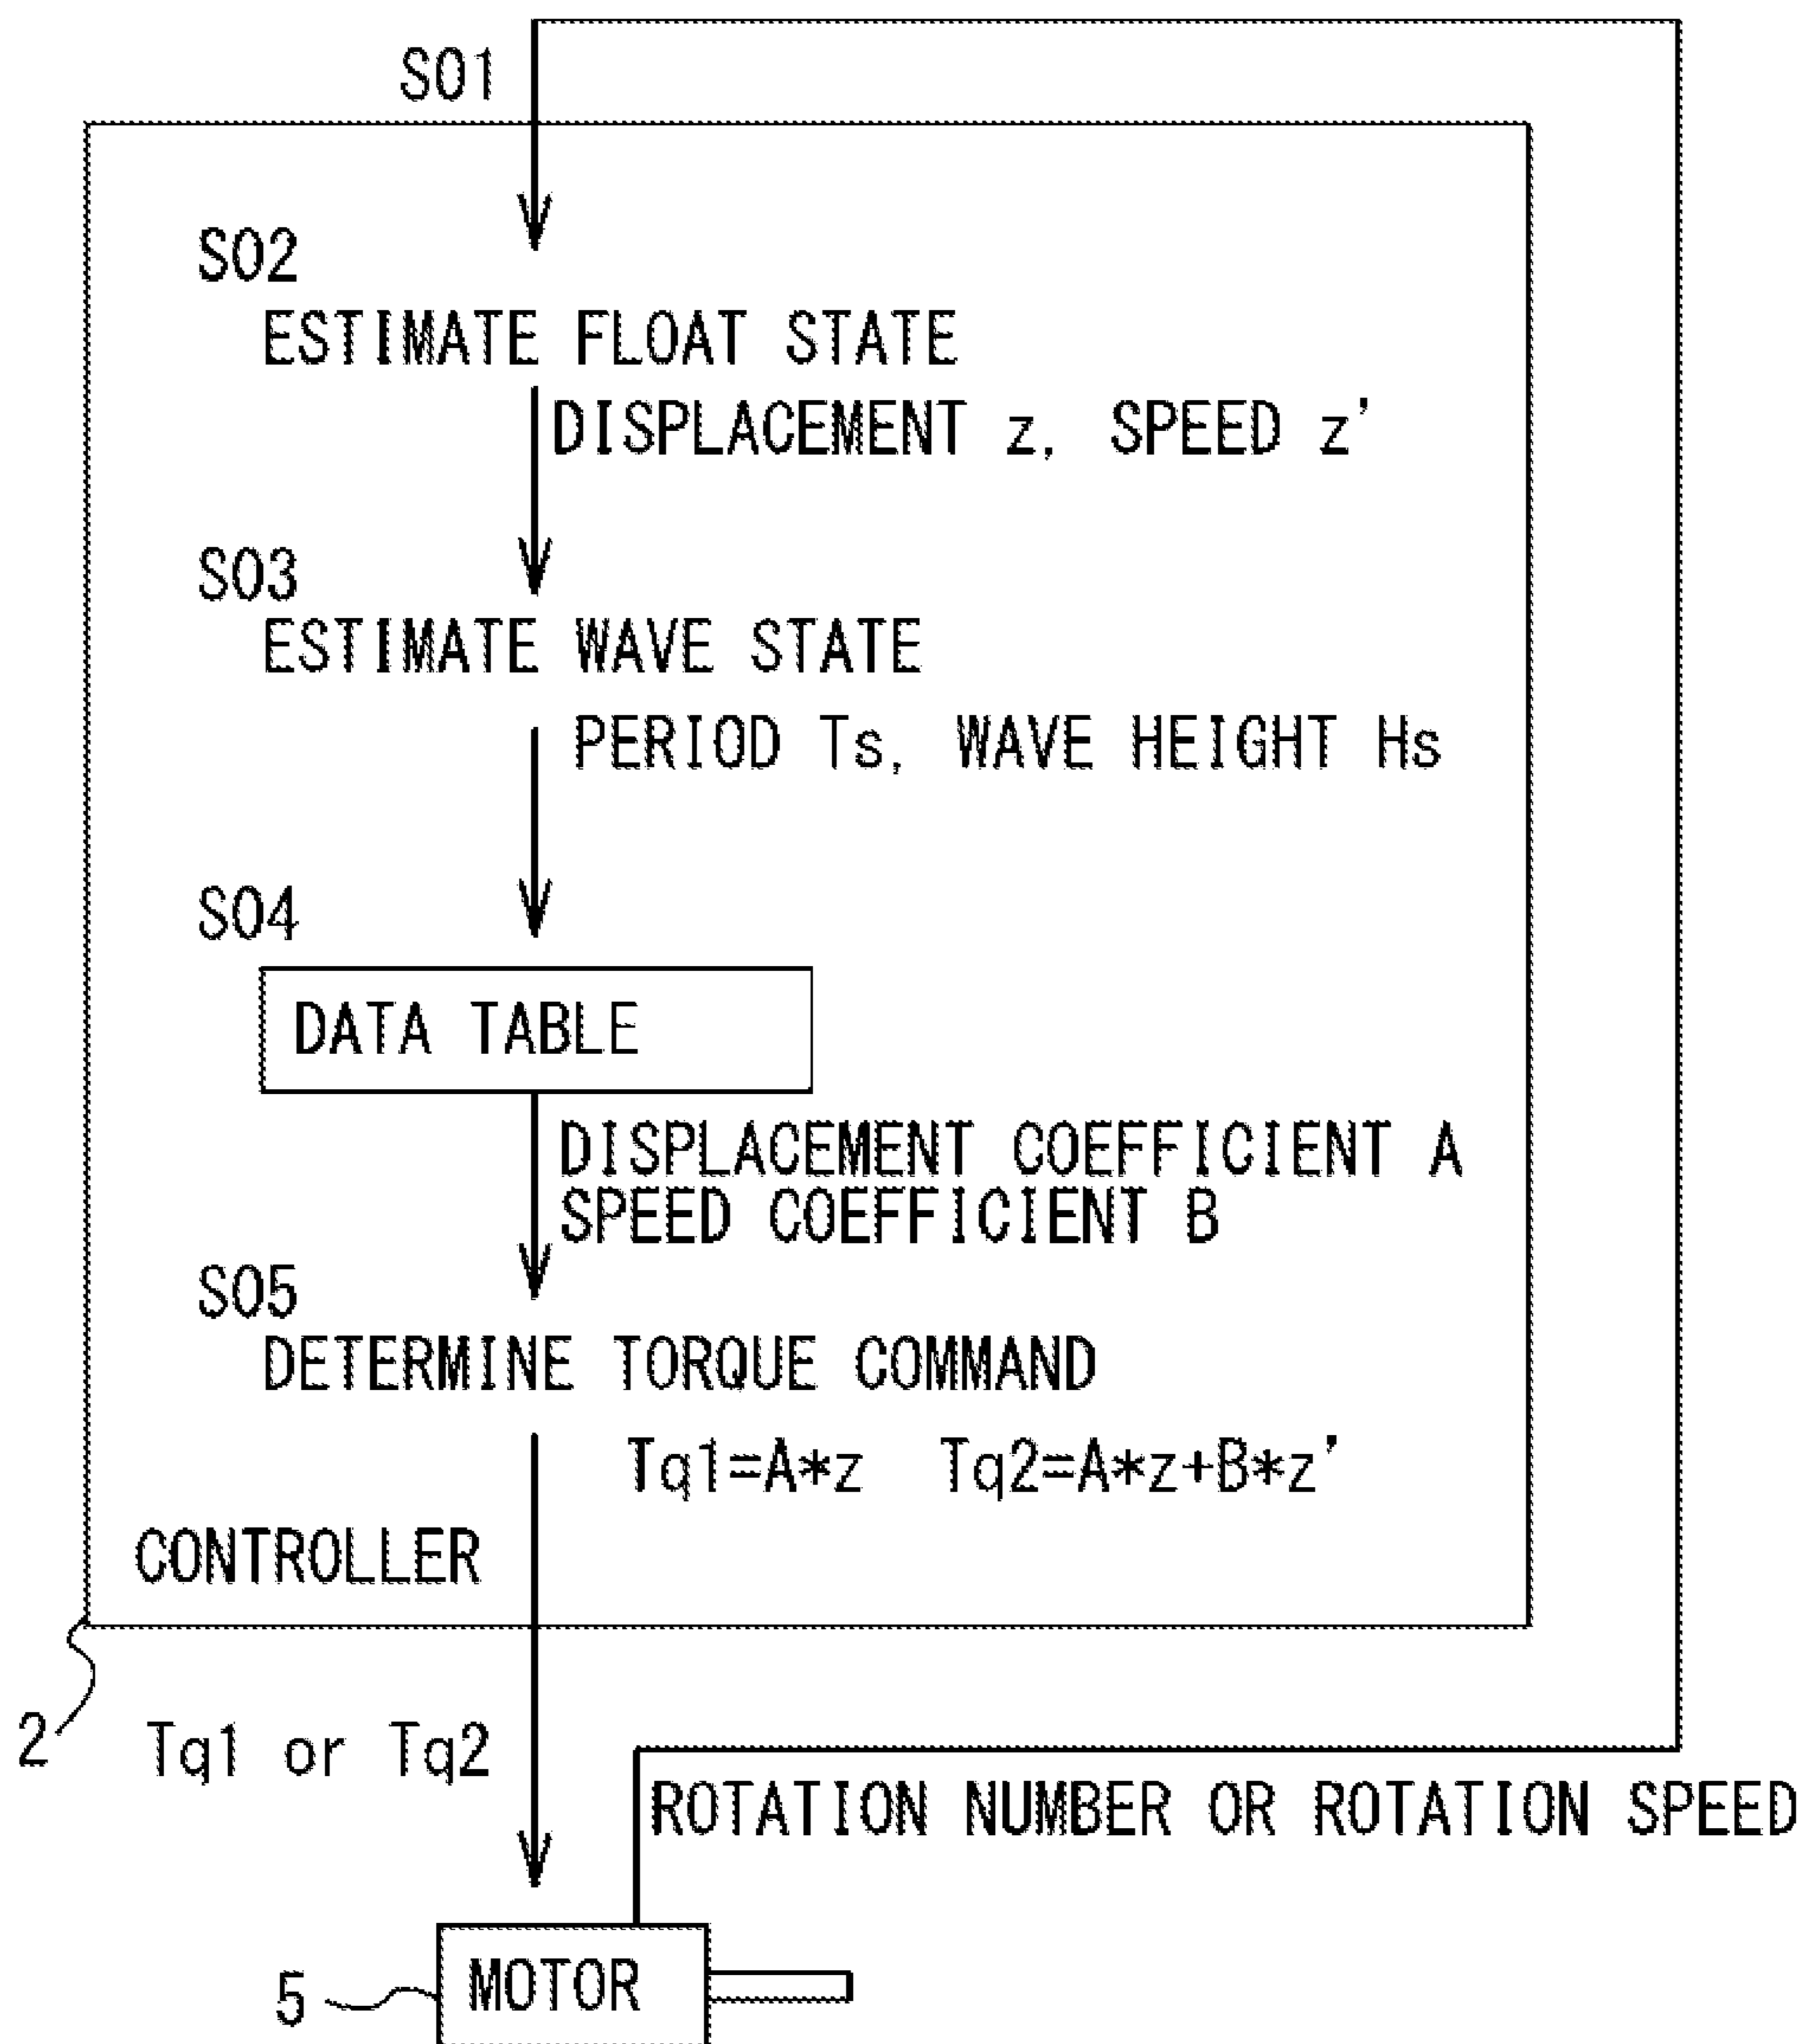 S01
S02
ESTIMATE FLOAT STATE
DISPLACEMENT z, SPEED z'
S03
ESTIMATE WAVE STATE
PERIOD Ts, WAVE HEIGHT Hs
S04
DATA TABLE
DISPLACEMENT COEFFICIENT A
SPEED COEFFICIENT B
S05
DETERMINE TORQUE COMMAND
Tq1=A*z Tq2=A*z+B*z'
CONTROLLER
2
Tq1 or Tq2
ROTATION NUMBER OR ROTATION SPEED
5
MOTOR